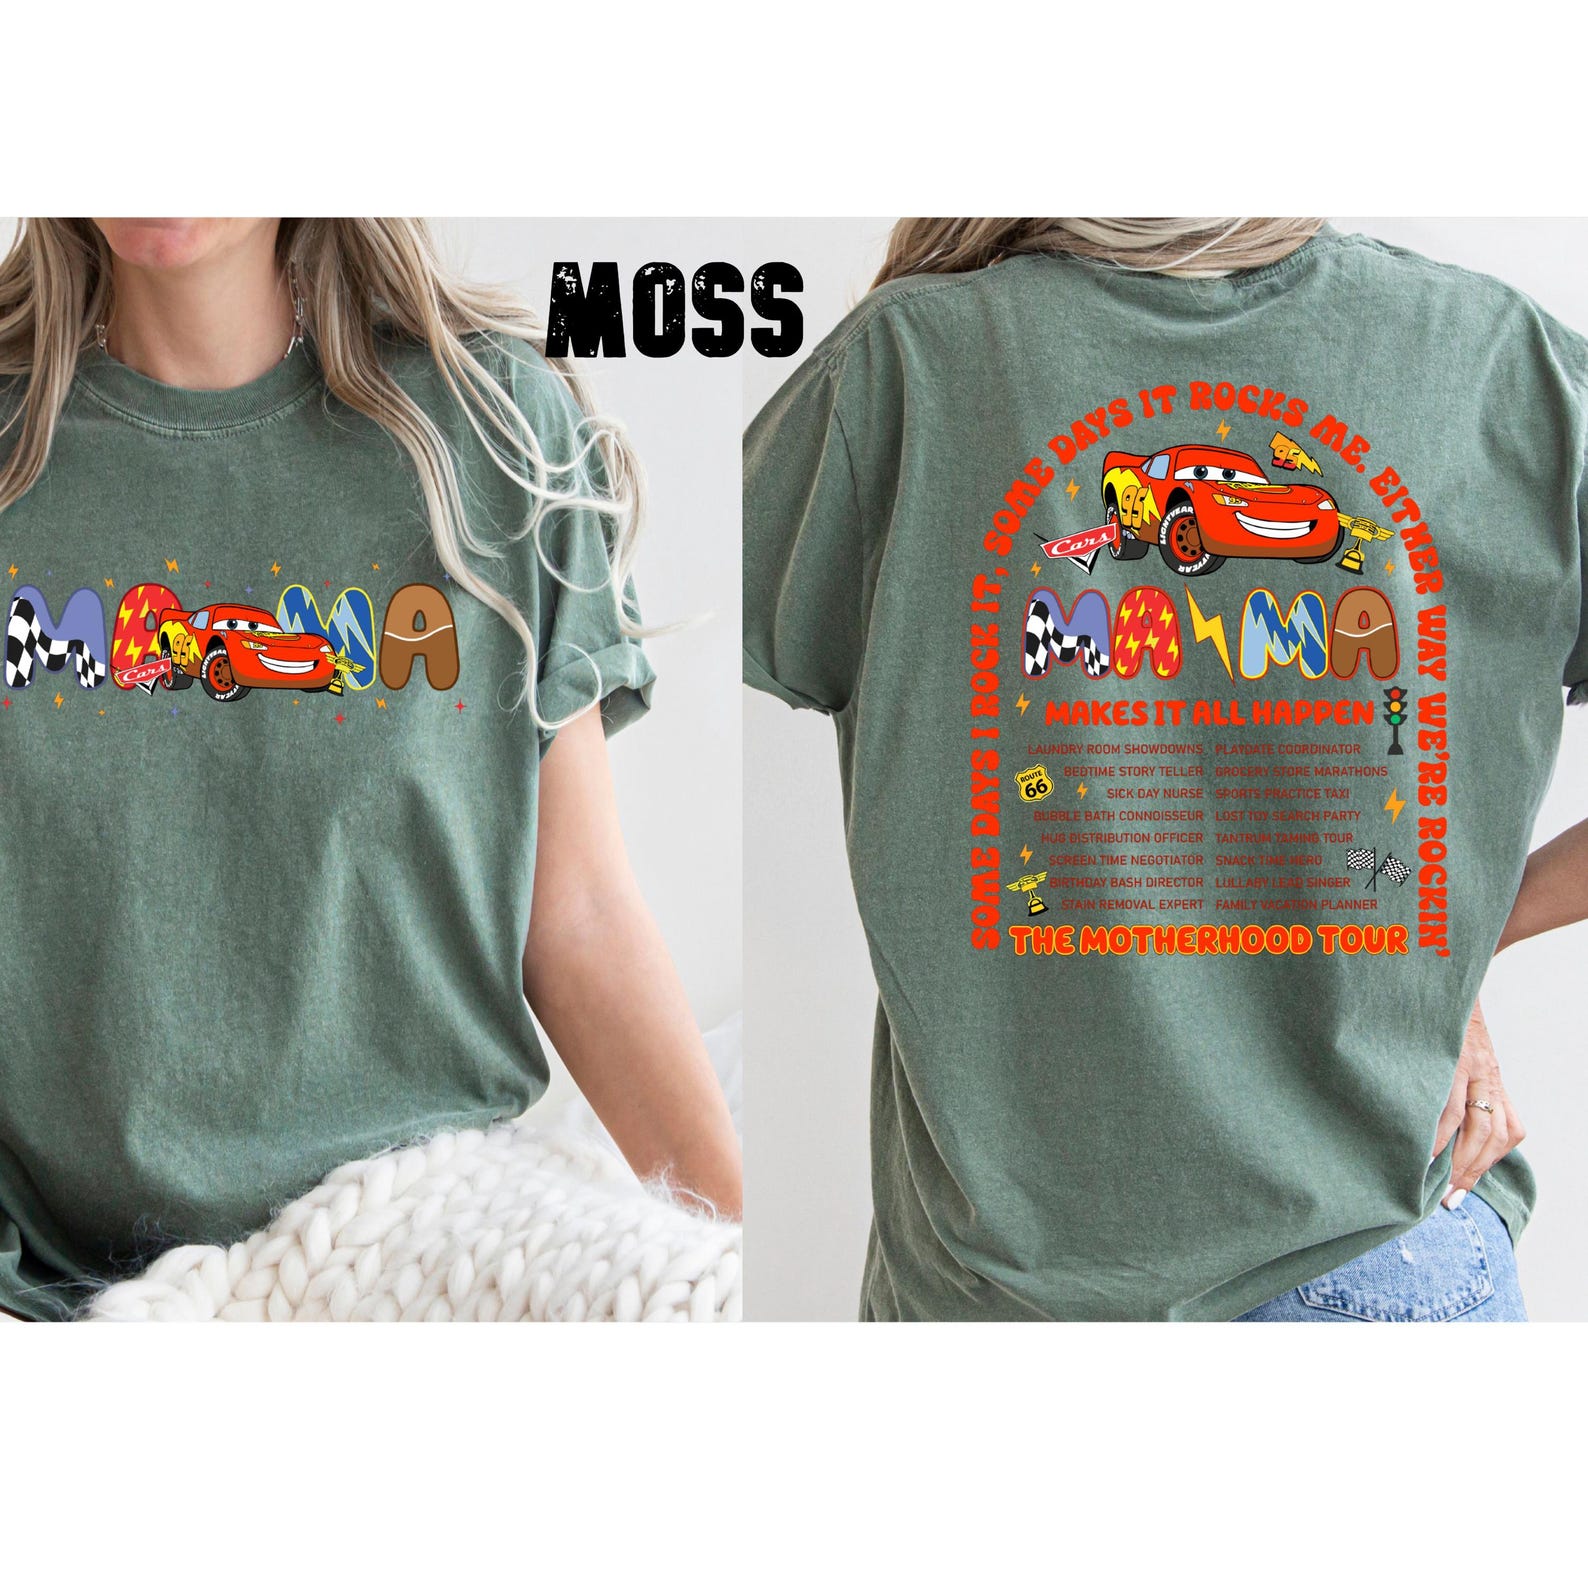 MOSS
MAMA
95
Cars
LIGHTYEAR
SOME DAYS I ROCK IT, SOME DAYS IT ROCKS ME. EITHER WAY WE'RE ROCKIN'
95
95
LIGHTYEAR
Cars
MAMA
MAKES IT ALL HAPPEN
LAUNDRY ROOM SHOWDOWNS PLAYDATE COORDINATOR
BEDTIME STORY TELLER GROCERY STORE MARATHONS
ROUTE
66
SICK DAY NURSE SPORTS PRACTICE TAXI
BUBBLE BATH CONNOISSEUR LOST TOY SEARCH PARTY
HUG DISTRIBUTION OFFICER TANTRUM TAMING TOUR
SCREEN TIME NEGOTIATOR SNACK TIME HERO
BIRTHDAY BASH DIRECTOR LULLABY LEAD SINGER
STAIN REMOVAL EXPERT FAMILY VACATION PLANNER
THE MOTHERHOOD TOUR